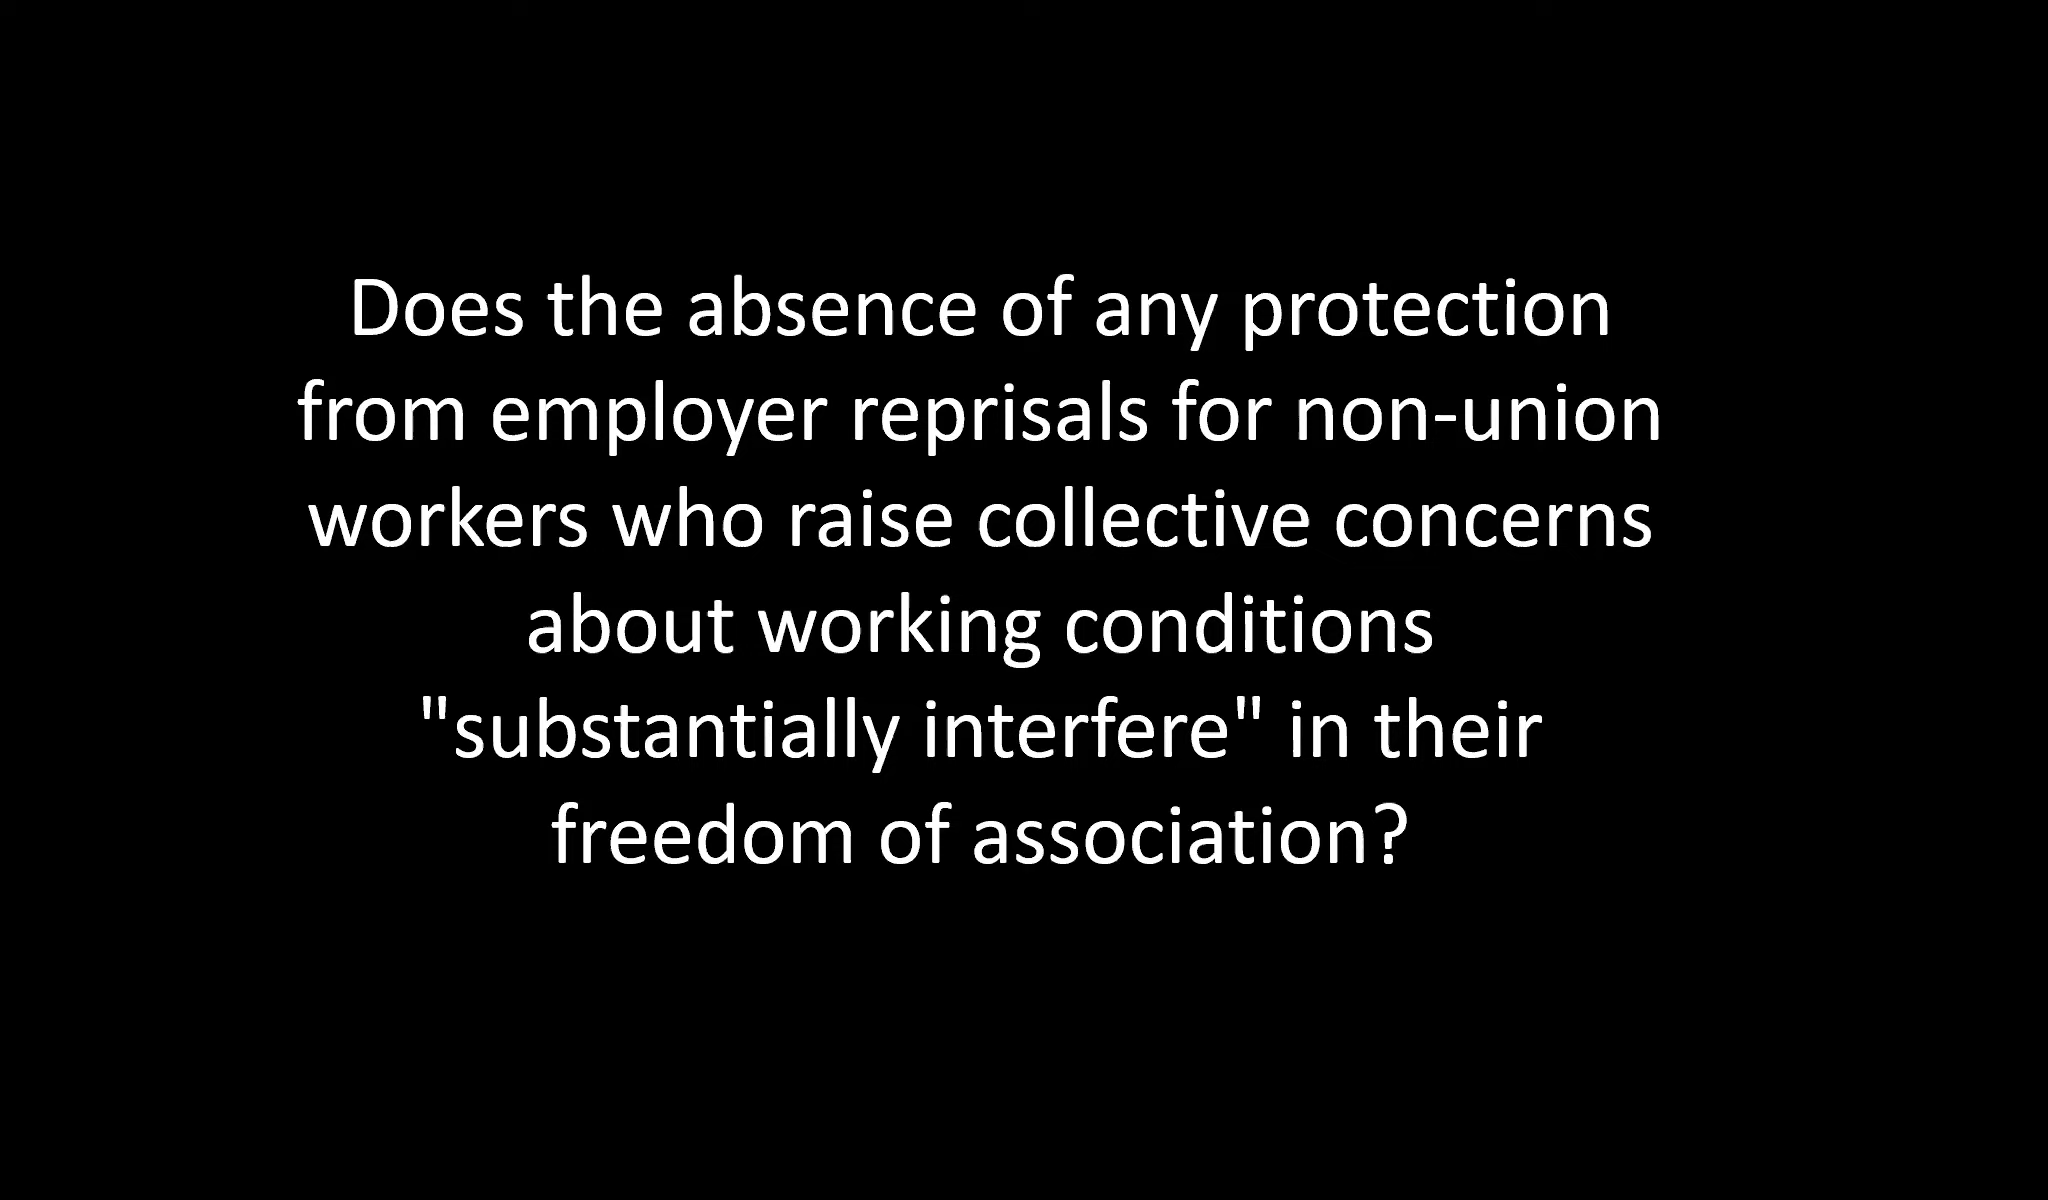 Does the absence of any protection
from employer reprisals for non-union
workers who raise collective concerns
about working conditions
"substantially interfere" in their
freedom of association?